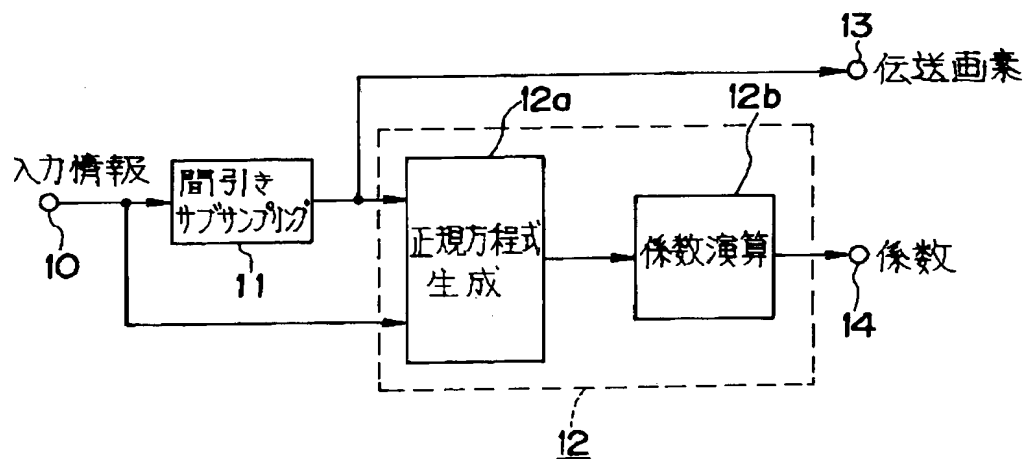 13
伝送画素
12a
12b
入力情報
間引き
サブサンプリング
正規方程式
生成
係数演算
係数
10
11
14
12